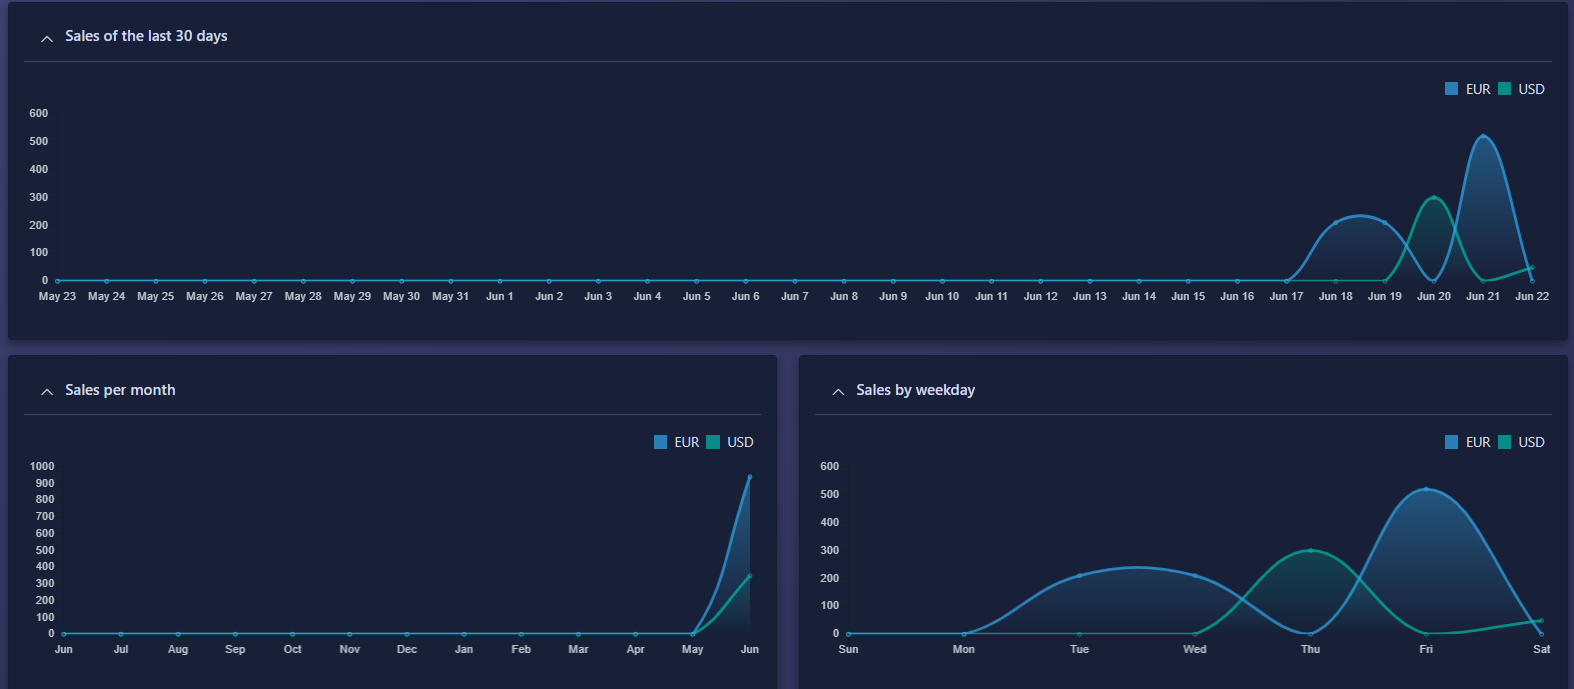 Sales of the last 30 days
EUR USD
600
500
400
300
200
100
0
May 23 May 24 May 25 May 26 May 27 May 28 May 29 May 30 May 31 Jun 1 Jun 2 Jun 3 Jun 4 Jun 5 Jun 6 Jun 7 Jun 8 Jun 9 Jun 10 Jun 11 Jun 12 Jun 13 Jun 14 Jun 15 Jun 16 Jun 17 Jun 18 Jun 19 Jun 20 Jun 21 Jun 22
Sales per month
EUR USD
1000
900
800
700
600
500
400
300
200
100
0
Jun Jul Aug Sep Oct Nov Dec Jan Feb Mar Apr May Jun
Sales by weekday
EUR USD
600
500
400
300
200
100
0
Sun Mon Tue Wed Thu Fri Sat